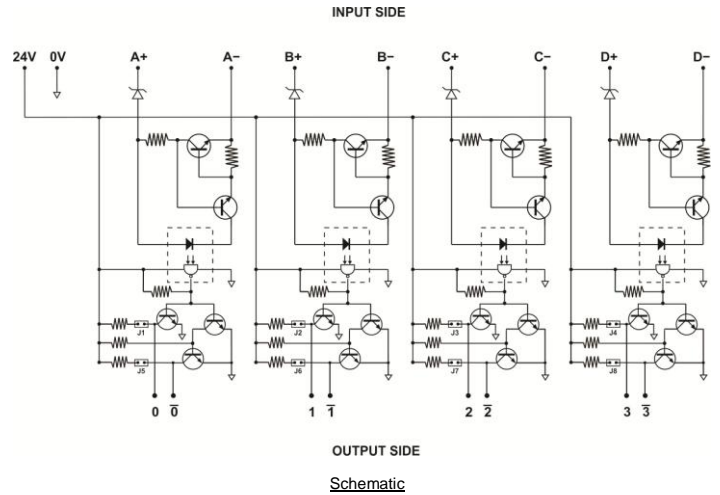 INPUT SIDE
24V 0V A+ A− B+ B− C+ C− D+ D−
J1 J2 J3 J4
J5 J6 J7 J8
0 0̅ 1 1̅ 2 2̅ 3 3̅
OUTPUT SIDE
Schematic